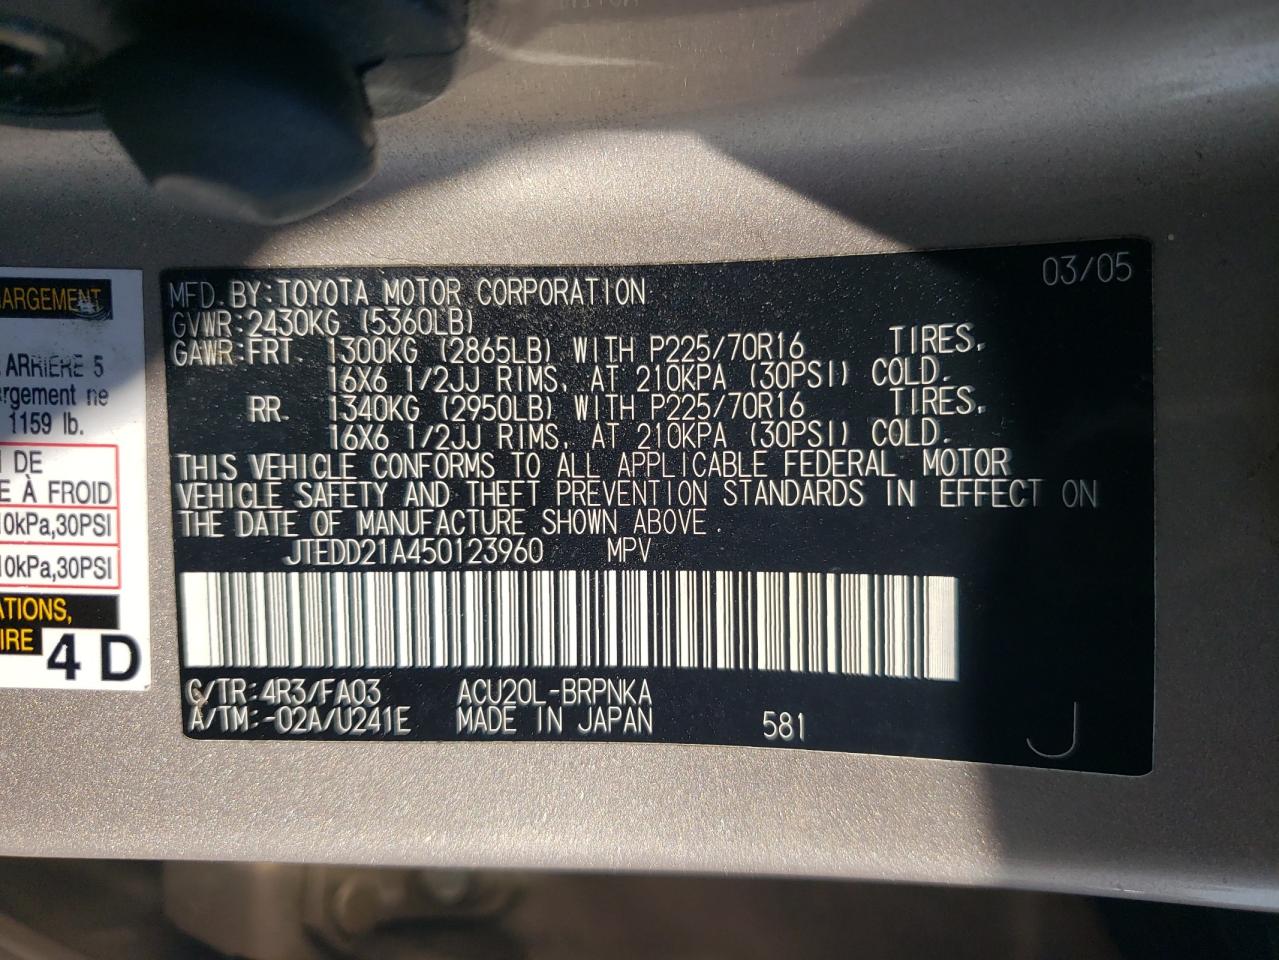 03/05
MFD. BY: TOYOTA MOTOR CORPORATION
GVWR: 2430KG (5360LB)
GAWR: FRT. 1300KG (2865LB) WITH P225/70R16 TIRES,
16X6 1/2JJ RIMS, AT 210KPA (30PSI) COLD.
RR. 1340KG (2950LB) WITH P225/70R16 TIRES,
16X6 1/2JJ RIMS, AT 210KPA (30PSI) COLD.
THIS VEHICLE CONFORMS TO ALL APPLICABLE FEDERAL MOTOR
VEHICLE SAFETY AND THEFT PREVENTION STANDARDS IN EFFECT ON
THE DATE OF MANUFACTURE SHOWN ABOVE.
JTEDD21A450123960 MPV
C/TR: 4R3/FA03 ACU20L-BRPNKA
A/TM: -02A/U241E MADE IN JAPAN 581
J
ARGEMENT
ARRIÈRE 5
rgement ne
1159 lb.
DE
E À FROID
0kPa,30PSI
0kPa,30PSI
ATIONS,
IRE
4 D